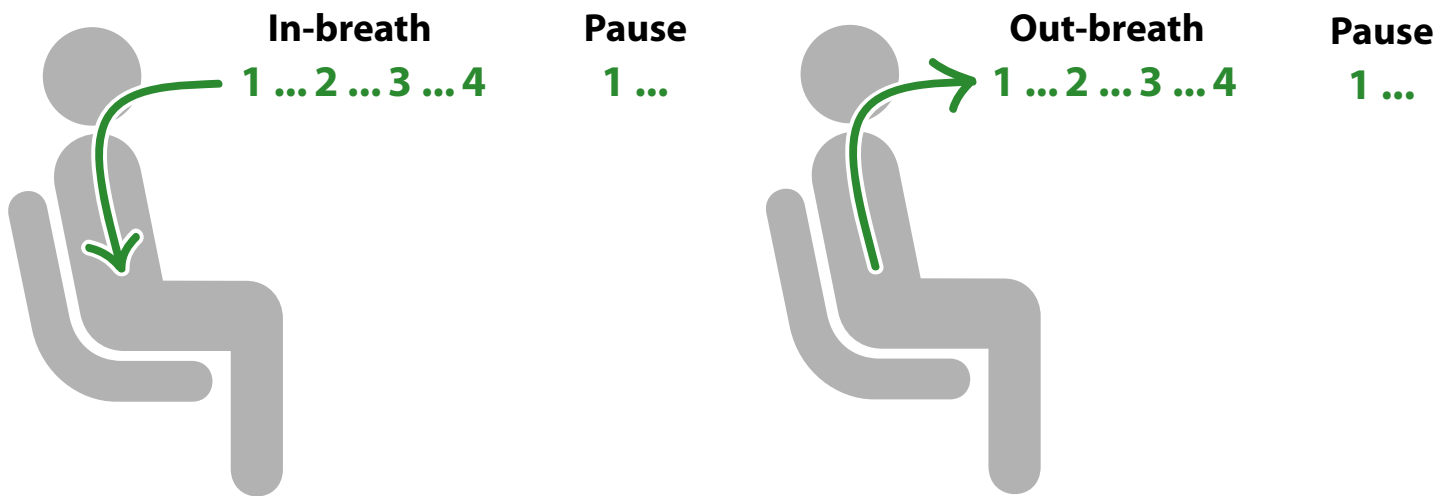 In-breath
1 ... 2 ... 3 ... 4
Pause
1 ...
Out-breath
1 ... 2 ... 3 ... 4
Pause
1 ...